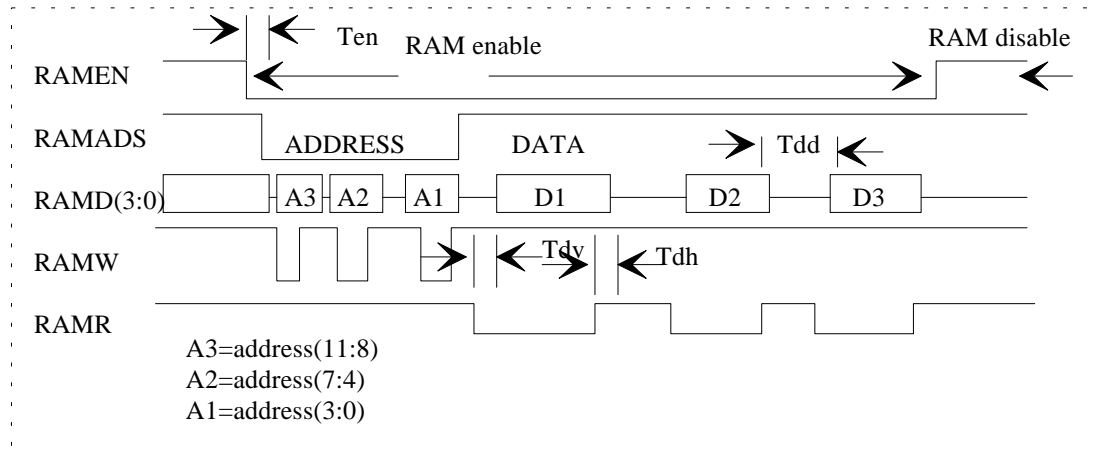 Ten
RAM enable
RAM disable
RAMEN
RAMADS
ADDRESS
DATA
Tdd
RAMD(3:0)
A3
A2
A1
D1
D2
D3
RAMW
Tdv
Tdh
RAMR
A3=address(11:8)
A2=address(7:4)
A1=address(3:0)